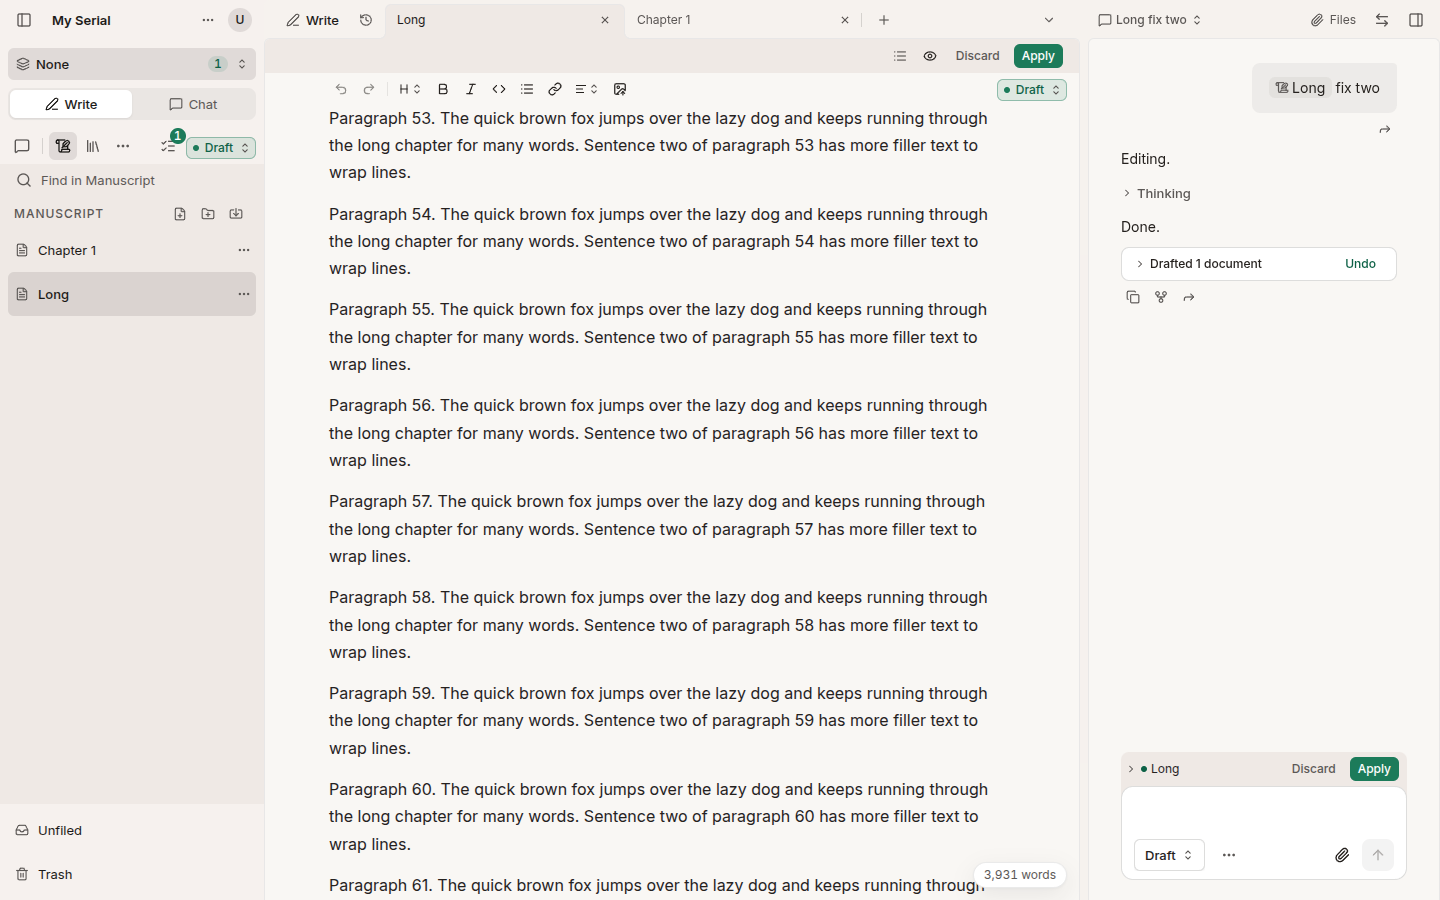 My Serial
U
None
1
Write
Chat
1
Draft
Find in Manuscript
MANUSCRIPT
Chapter 1
Long
Unfiled
Trash
Write
Long
Chapter 1
Discard
Apply
H
B
I
Draft
Paragraph 53. The quick brown fox jumps over the lazy dog and keeps running through
the long chapter for many words. Sentence two of paragraph 53 has more filler text to
wrap lines.
Paragraph 54. The quick brown fox jumps over the lazy dog and keeps running through
the long chapter for many words. Sentence two of paragraph 54 has more filler text to
wrap lines.
Paragraph 55. The quick brown fox jumps over the lazy dog and keeps running through
the long chapter for many words. Sentence two of paragraph 55 has more filler text to
wrap lines.
Paragraph 56. The quick brown fox jumps over the lazy dog and keeps running through
the long chapter for many words. Sentence two of paragraph 56 has more filler text to
wrap lines.
Paragraph 57. The quick brown fox jumps over the lazy dog and keeps running through
the long chapter for many words. Sentence two of paragraph 57 has more filler text to
wrap lines.
Paragraph 58. The quick brown fox jumps over the lazy dog and keeps running through
the long chapter for many words. Sentence two of paragraph 58 has more filler text to
wrap lines.
Paragraph 59. The quick brown fox jumps over the lazy dog and keeps running through
the long chapter for many words. Sentence two of paragraph 59 has more filler text to
wrap lines.
Paragraph 60. The quick brown fox jumps over the lazy dog and keeps running through
the long chapter for many words. Sentence two of paragraph 60 has more filler text to
wrap lines.
Paragraph 61. The quick brown fox jumps over the lazy dog and keeps running through
3,931 words
Long fix two
Files
Long fix two
Editing.
Thinking
Done.
Drafted 1 document
Undo
Long
Discard
Apply
Draft